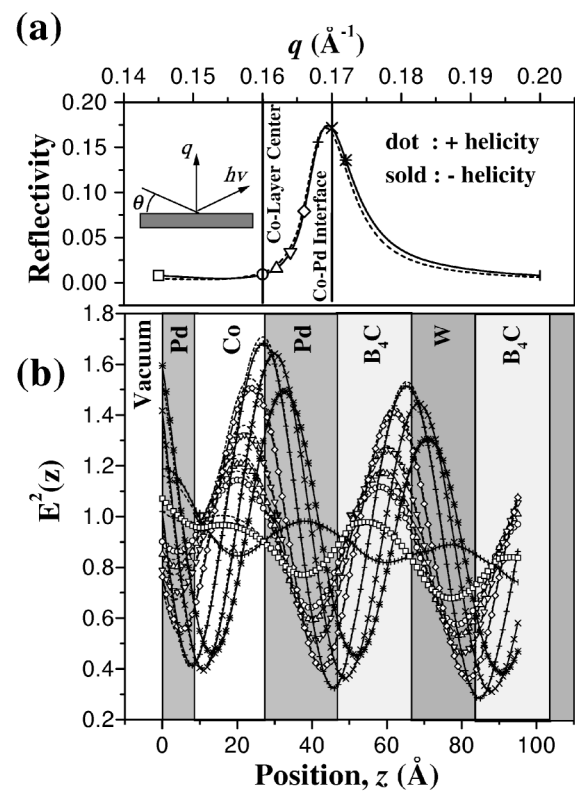 (a)
q (Å⁻¹)
0.14 0.15 0.16 0.17 0.18 0.19 0.20
Reflectivity
0.20
0.15
0.10
0.05
0.00
q
hν
θ
Co-Layer Center
Co-Pd Interface
dot : + helicity
sold : - helicity
(b)
E²(z)
1.8
1.6
1.4
1.2
1.0
0.8
0.6
0.4
0.2
Vacuum
Pd
Co
Pd
B₄C
W
B₄C
0 20 40 60 80 100
Position, z (Å)